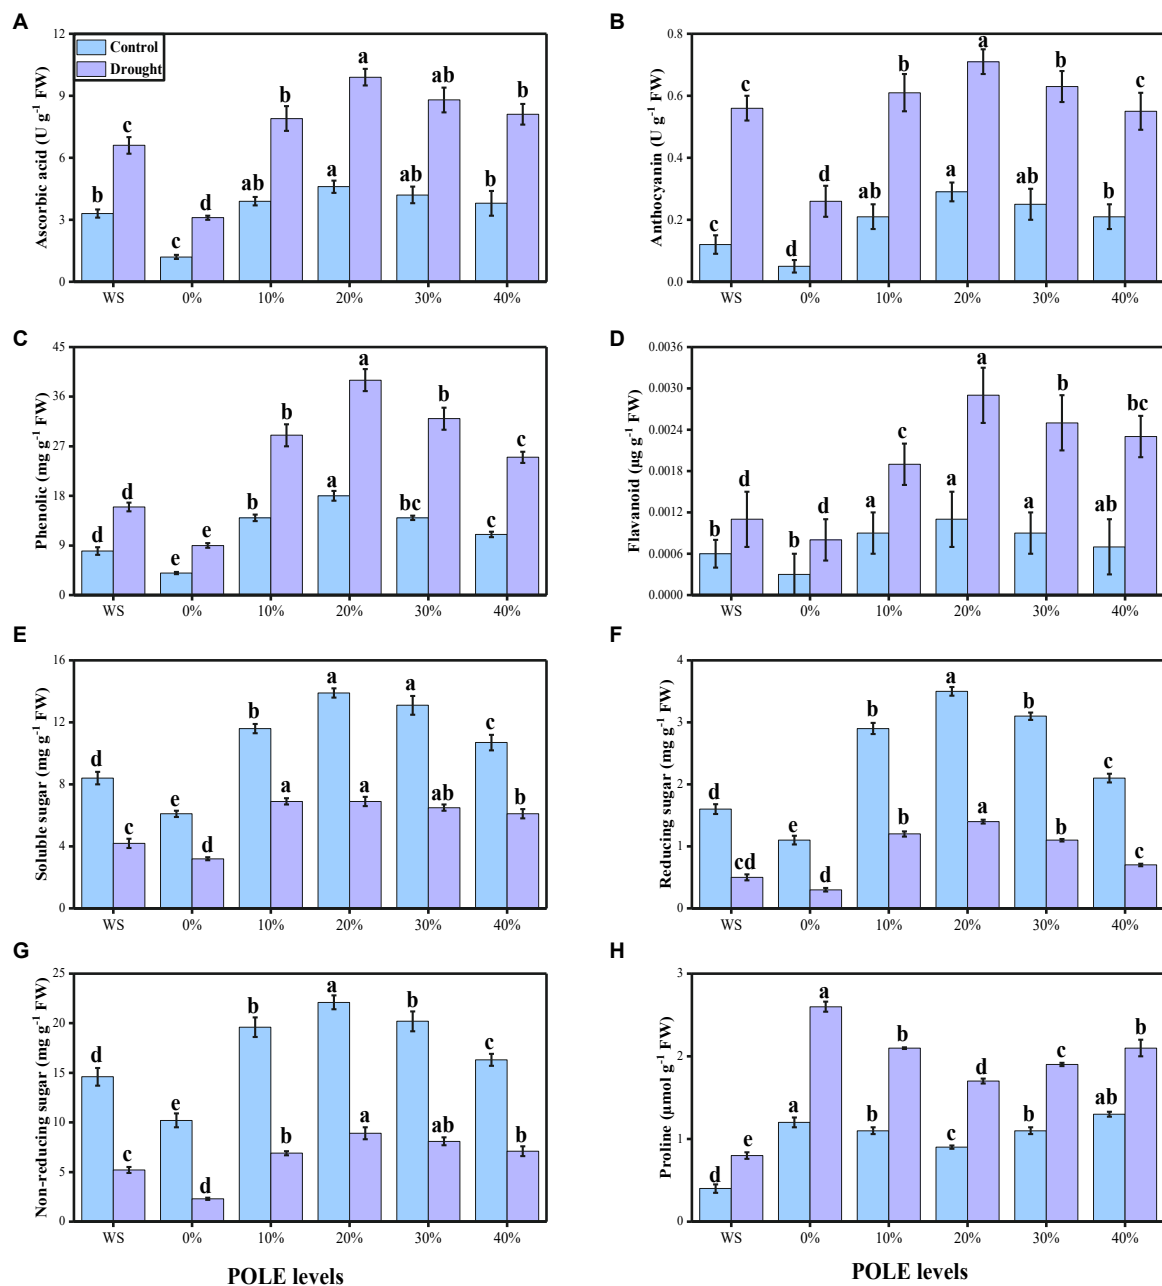 A
Ascorbic acid (U g-1 FW)
12
9
6
3
0
Control
Drought
b
c
c
d
ab
b
a
a
ab
ab
b
b
WS 0% 10% 20% 30% 40%
B
Anthocyanin (U g-1 FW)
0.8
0.6
0.4
0.2
0.0
c
c
d
d
ab
b
a
a
ab
b
b
c
WS 0% 10% 20% 30% 40%
C
Phenolic (mg g-1 FW)
45
36
27
18
9
0
d
d
e
e
b
b
a
a
bc
b
c
c
WS 0% 10% 20% 30% 40%
D
Flavanoid (µg g-1 FW)
0.0036
0.0030
0.0024
0.0018
0.0012
0.0006
0.0000
b
d
b
d
a
c
a
a
a
b
ab
bc
WS 0% 10% 20% 30% 40%
E
Soluble sugar (mg g-1 FW)
16
12
8
4
0
d
c
e
d
b
a
a
a
a
ab
c
b
WS 0% 10% 20% 30% 40%
F
Reducing sugar (mg g-1 FW)
4
3
2
1
0
d
cd
e
d
b
b
a
a
b
b
c
c
WS 0% 10% 20% 30% 40%
G
Non-reducing sugar (mg g-1 FW)
25
20
15
10
5
0
d
c
e
d
b
b
a
a
b
ab
c
b
WS 0% 10% 20% 30% 40%
POLE levels
H
Proline (µmol g-1 FW)
3
2
1
0
d
e
a
a
b
b
c
d
b
c
ab
b
WS 0% 10% 20% 30% 40%
POLE levels